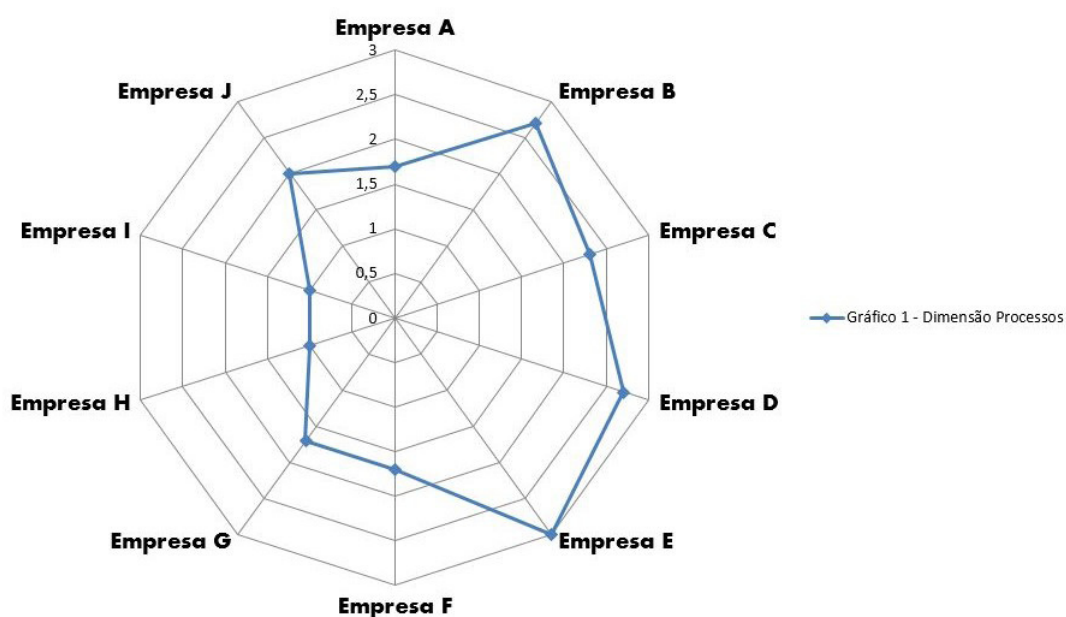 Empresa A
3
Empresa J
Empresa B
2,5
2
1,5
Empresa I
Empresa C
1
0,5
0
Gráfico 1 - Dimensão Processos
Empresa H
Empresa D
Empresa G
Empresa E
Empresa F